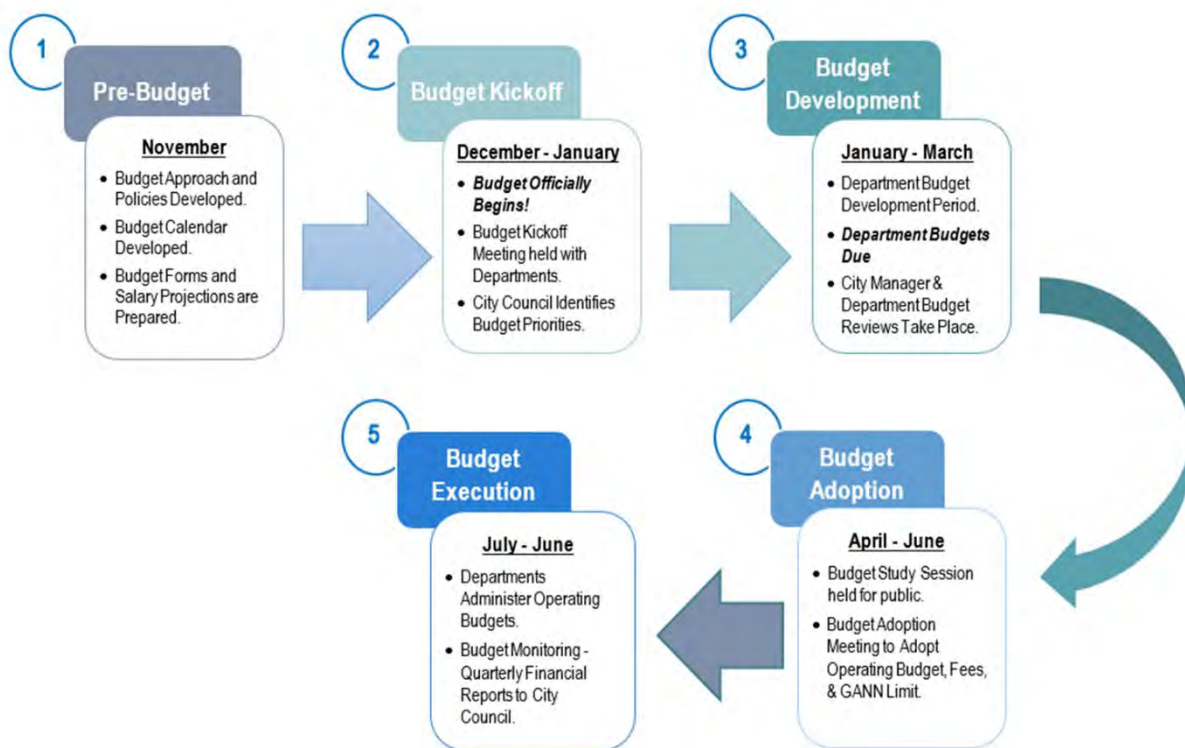 1
Pre-Budget
November
• Budget Approach and
Policies Developed.
• Budget Calendar
Developed.
• Budget Forms and
Salary Projections are
Prepared.
2
Budget Kickoff
December - January
• Budget Officially
Begins!
• Budget Kickoff
Meeting held with
Departments.
• City Council Identifies
Budget Priorities.
3
Budget
Development
January - March
• Department Budget
Development Period.
• Department Budgets
Due
• City Manager &
Department Budget
Reviews Take Place.
4
Budget
Adoption
April - June
• Budget Study Session
held for public.
• Budget Adoption
Meeting to Adopt
Operating Budget, Fees,
& GANN Limit.
5
Budget
Execution
July - June
• Departments
Administer Operating
Budgets.
• Budget Monitoring -
Quarterly Financial
Reports to City
Council.